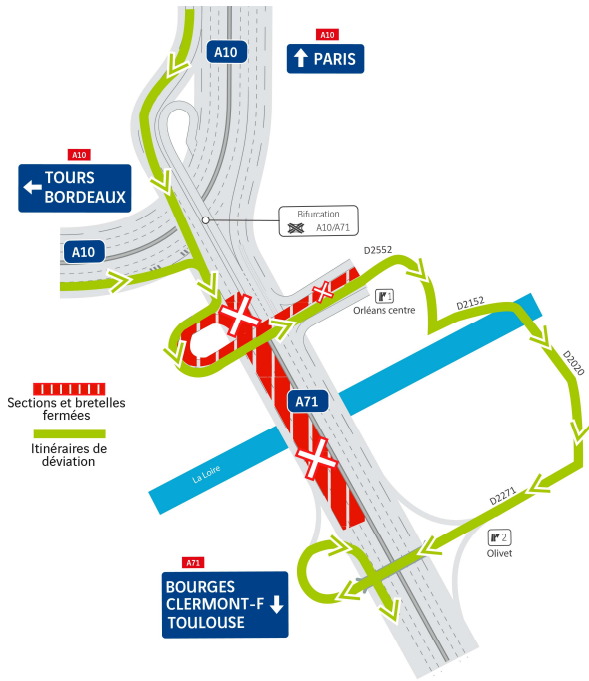 A10
A10
PARIS
A10
TOURS
BORDEAUX
Bifurcation
A10/A71
A10
D2552
1
Orléans centre
D2152
D2020
Sections et bretelles
fermées
A71
Itinéraires de
déviation
La Loire
D2271
2
Olivet
A71
BOURGES
CLERMONT-F
TOULOUSE